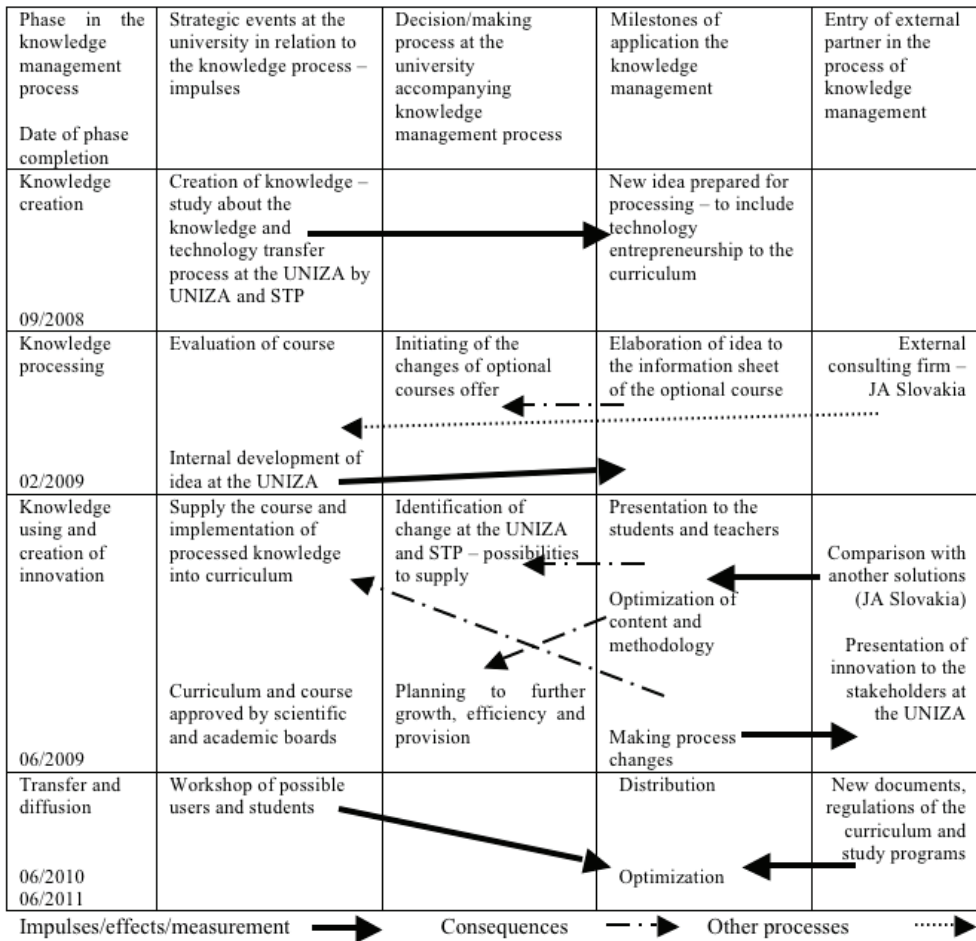 Phase in the
knowledge
management
process
Date of phase
completion
Strategic events at the
university in relation to
the knowledge process –
impulses
Decision/making
process at the
university
accompanying
knowledge
management process
Milestones of
application the
knowledge
management
Entry of external
partner in the
process of
knowledge
management
Knowledge
creation
09/2008
Creation of knowledge –
study about the
knowledge and
technology transfer
process at the UNIZA by
UNIZA and STP
New idea prepared for
processing – to include
technology
entrepreneurship to the
curriculum
Knowledge
processing
02/2009
Evaluation of course
Internal development of
idea at the UNIZA
Initiating of the
changes of optional
courses offer
Elaboration of idea to
the information sheet
of the optional course
External
consulting firm –
JA Slovakia
Knowledge
using and
creation of
innovation
06/2009
Supply the course and
implementation of
processed knowledge
into curriculum
Curriculum and course
approved by scientific
and academic boards
Identification of
change at the UNIZA
and STP – possibilities
to supply
Planning to further
growth, efficiency and
provision
Presentation to the
students and teachers
Optimization of
content and
methodology
Making process
changes
Comparison with
another solutions
(JA Slovakia)
Presentation of
innovation to the
stakeholders at
the UNIZA
Transfer and
diffusion
06/2010
06/2011
Workshop of possible
users and students
Distribution
Optimization
New documents,
regulations of the
curriculum and
study programs
Impulses/effects/measurement
Consequences
Other processes